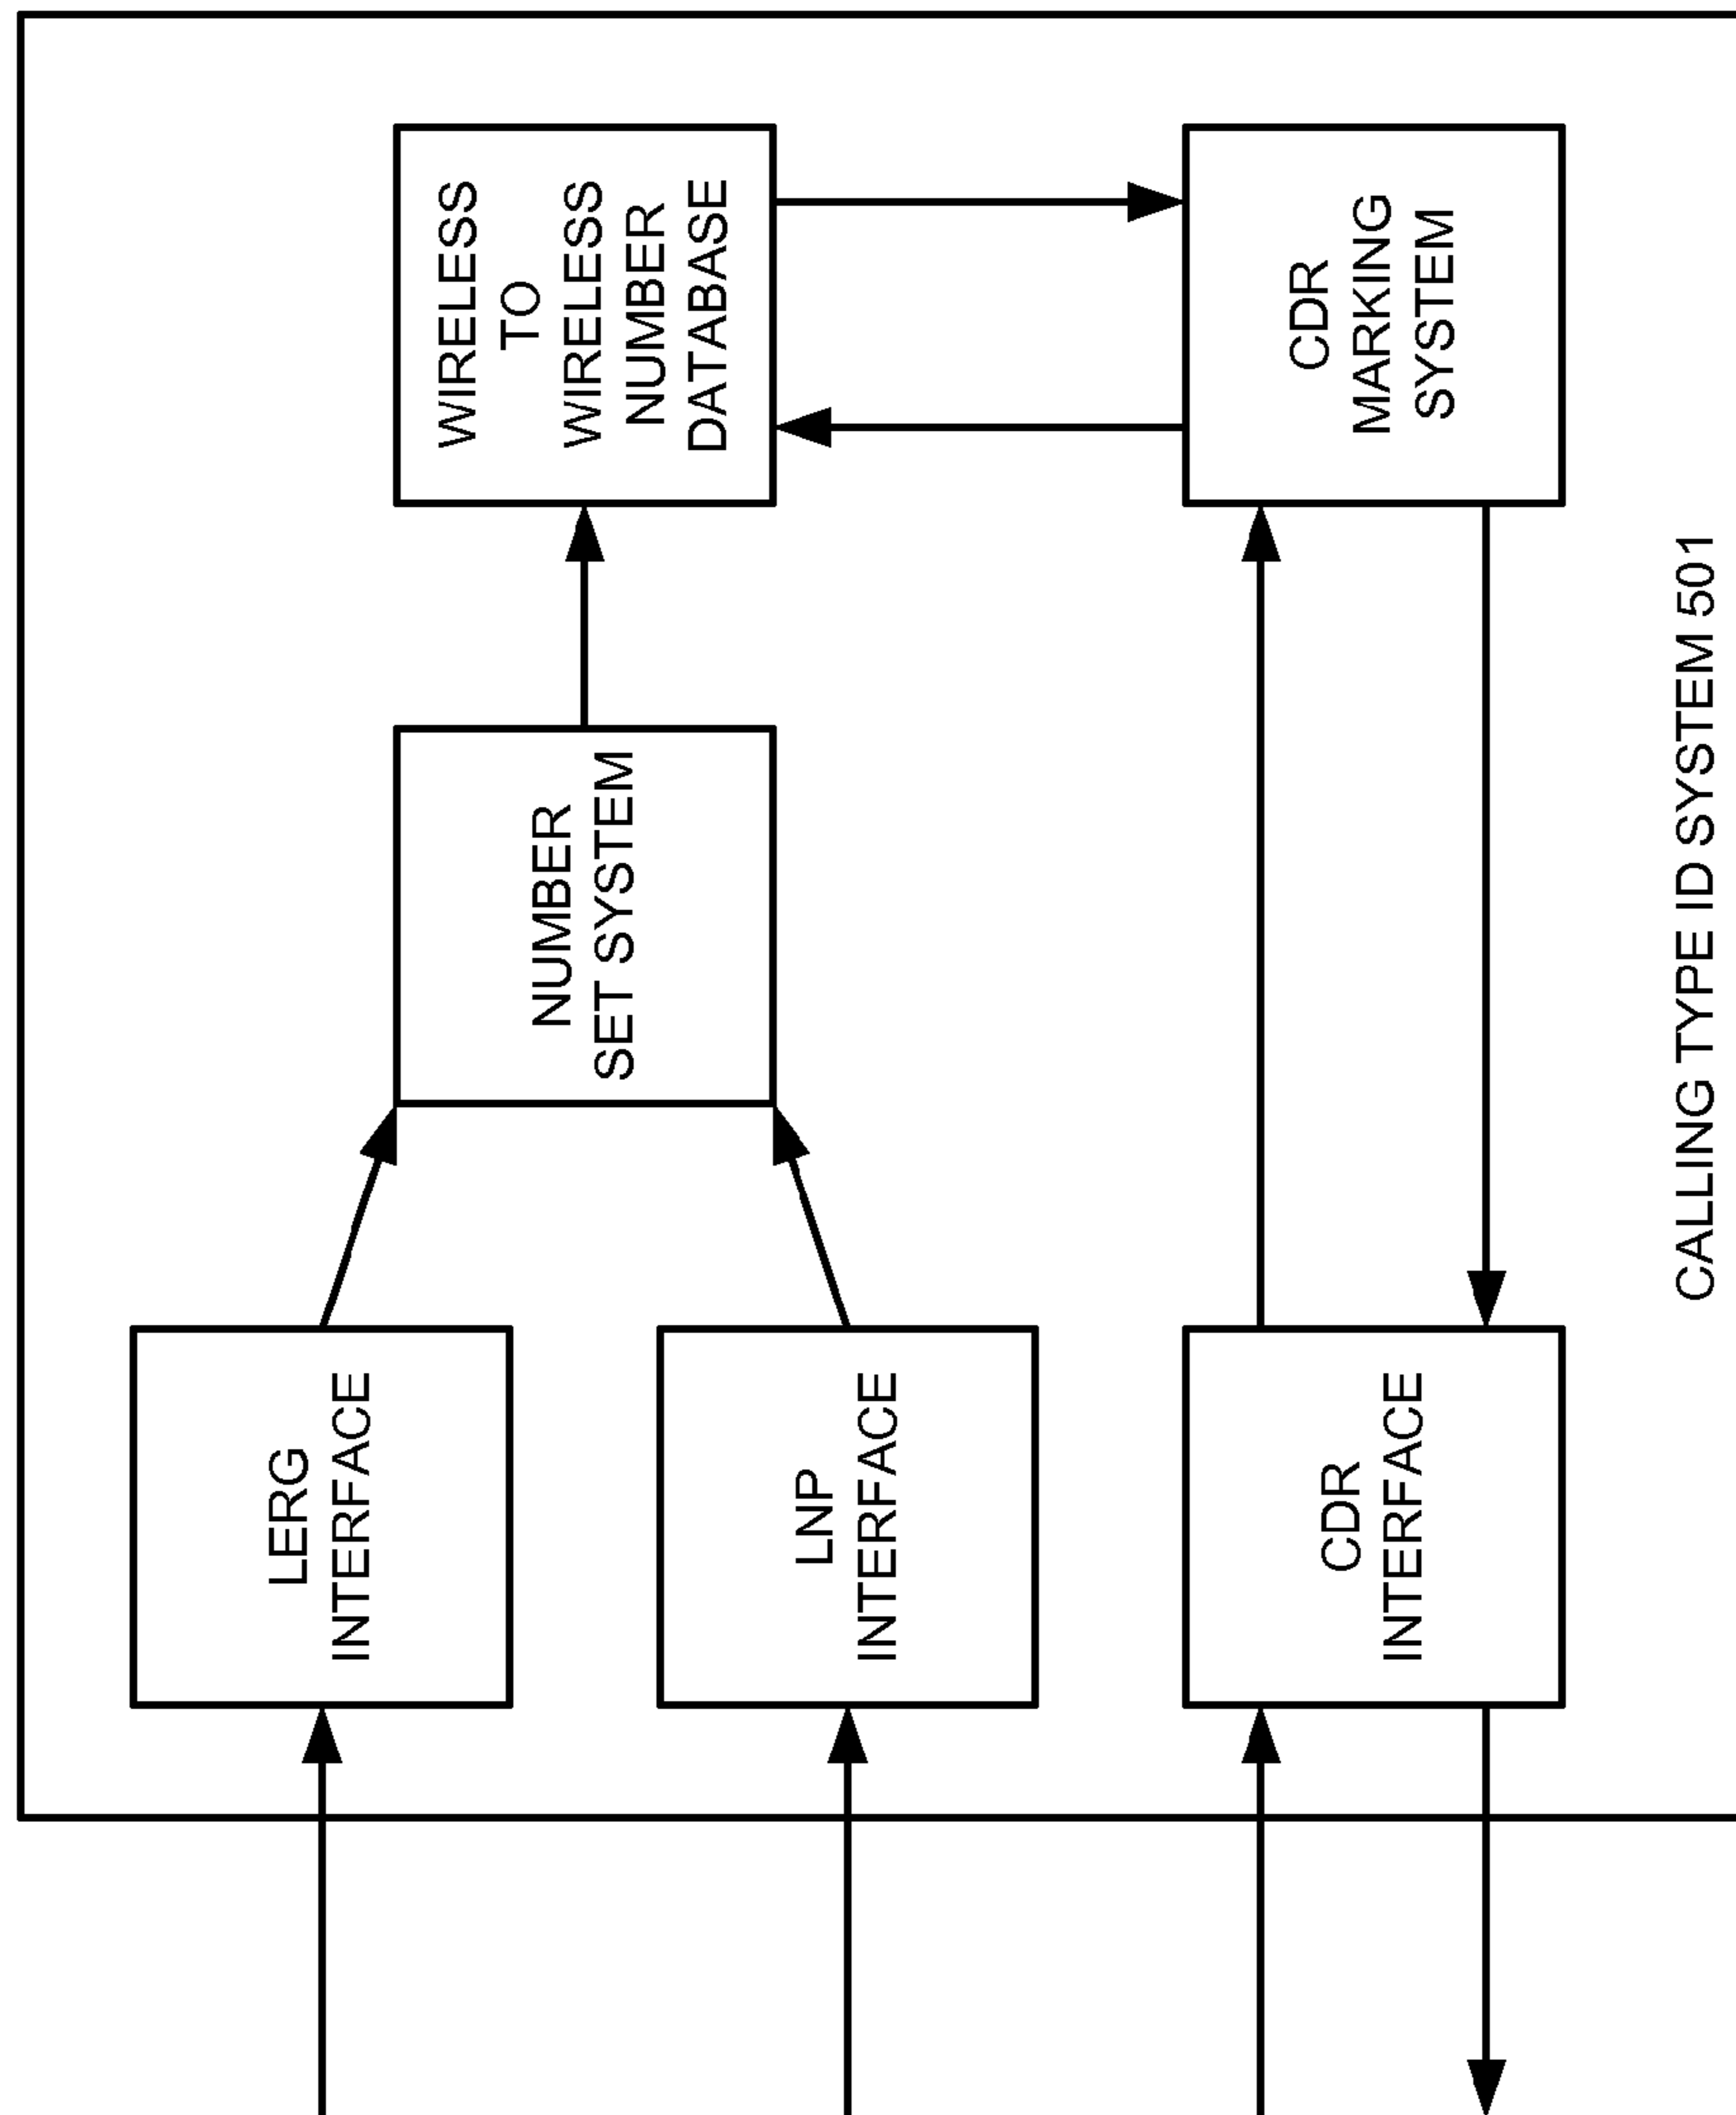 LERG
INTERFACE
NUMBER
SET SYSTEM
WIRELESS
TO
WIRELESS
NUMBER
DATABASE
LNP
INTERFACE
CDR
INTERFACE
CDR
MARKING
SYSTEM
CALLING TYPE ID SYSTEM 501